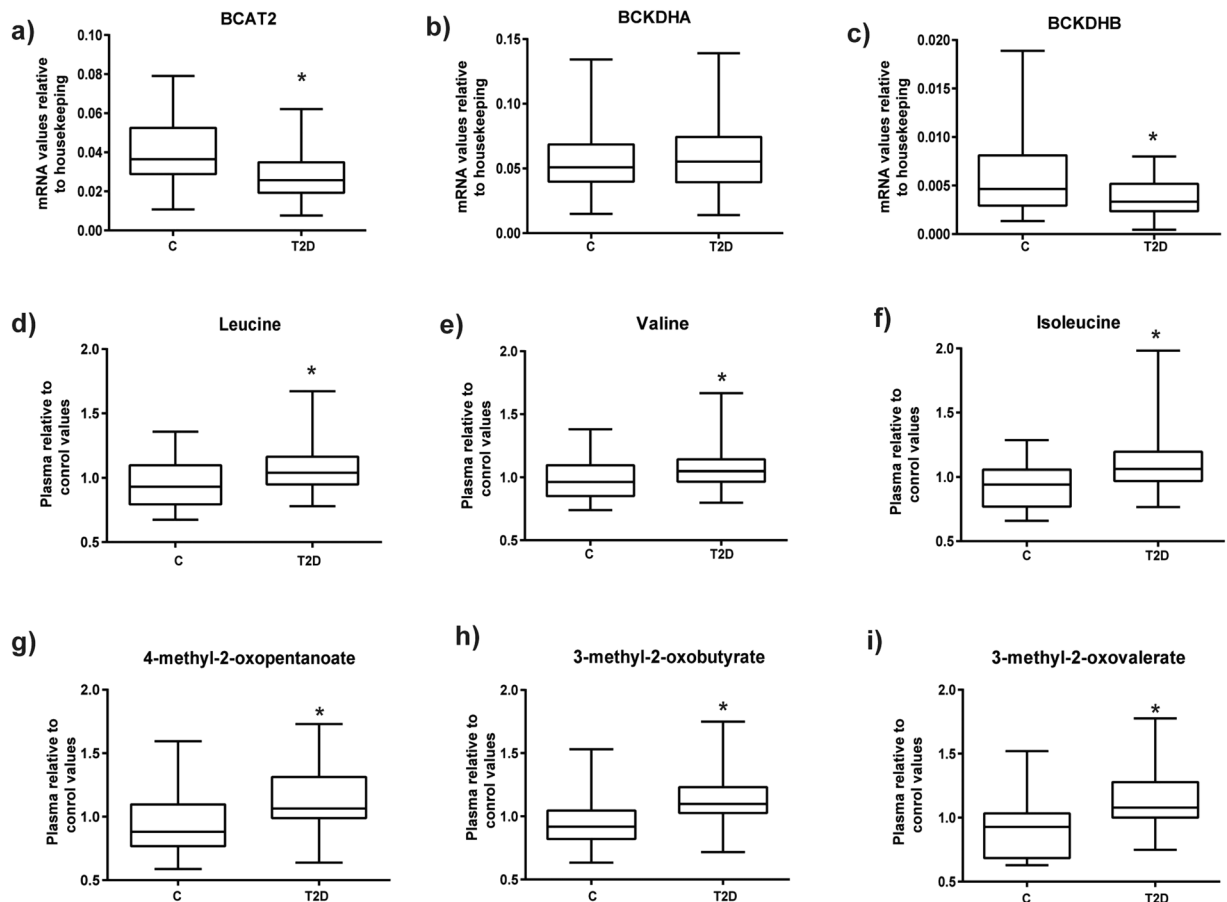 a)
BCAT2
mRNA values relative
to housekeeping
0.10
0.08
0.06
0.04
0.02
0.00
*
C
T2D
b)
BCKDHA
mRNA values relative
to housekeeping
0.15
0.10
0.05
0.00
C
T2D
c)
BCKDHB
mRNA values relative
to housekeeping
0.020
0.015
0.010
0.005
0.000
*
C
T2D
d)
Leucine
Plasma relative to
conrol values
2.0
1.5
1.0
0.5
*
C
T2D
e)
Valine
Plasma relative to
conrol values
2.0
1.5
1.0
0.5
*
C
T2D
f)
Isoleucine
Plasma relative to
conrol values
2.0
1.5
1.0
0.5
*
C
T2D
g)
4-methyl-2-oxopentanoate
Plasma relative to
conrol values
2.0
1.5
1.0
0.5
*
C
T2D
h)
3-methyl-2-oxobutyrate
Plasma relative to
conrol values
2.0
1.5
1.0
0.5
*
C
T2D
i)
3-methyl-2-oxovalerate
Plasma relative to
conrol values
2.0
1.5
1.0
0.5
*
C
T2D